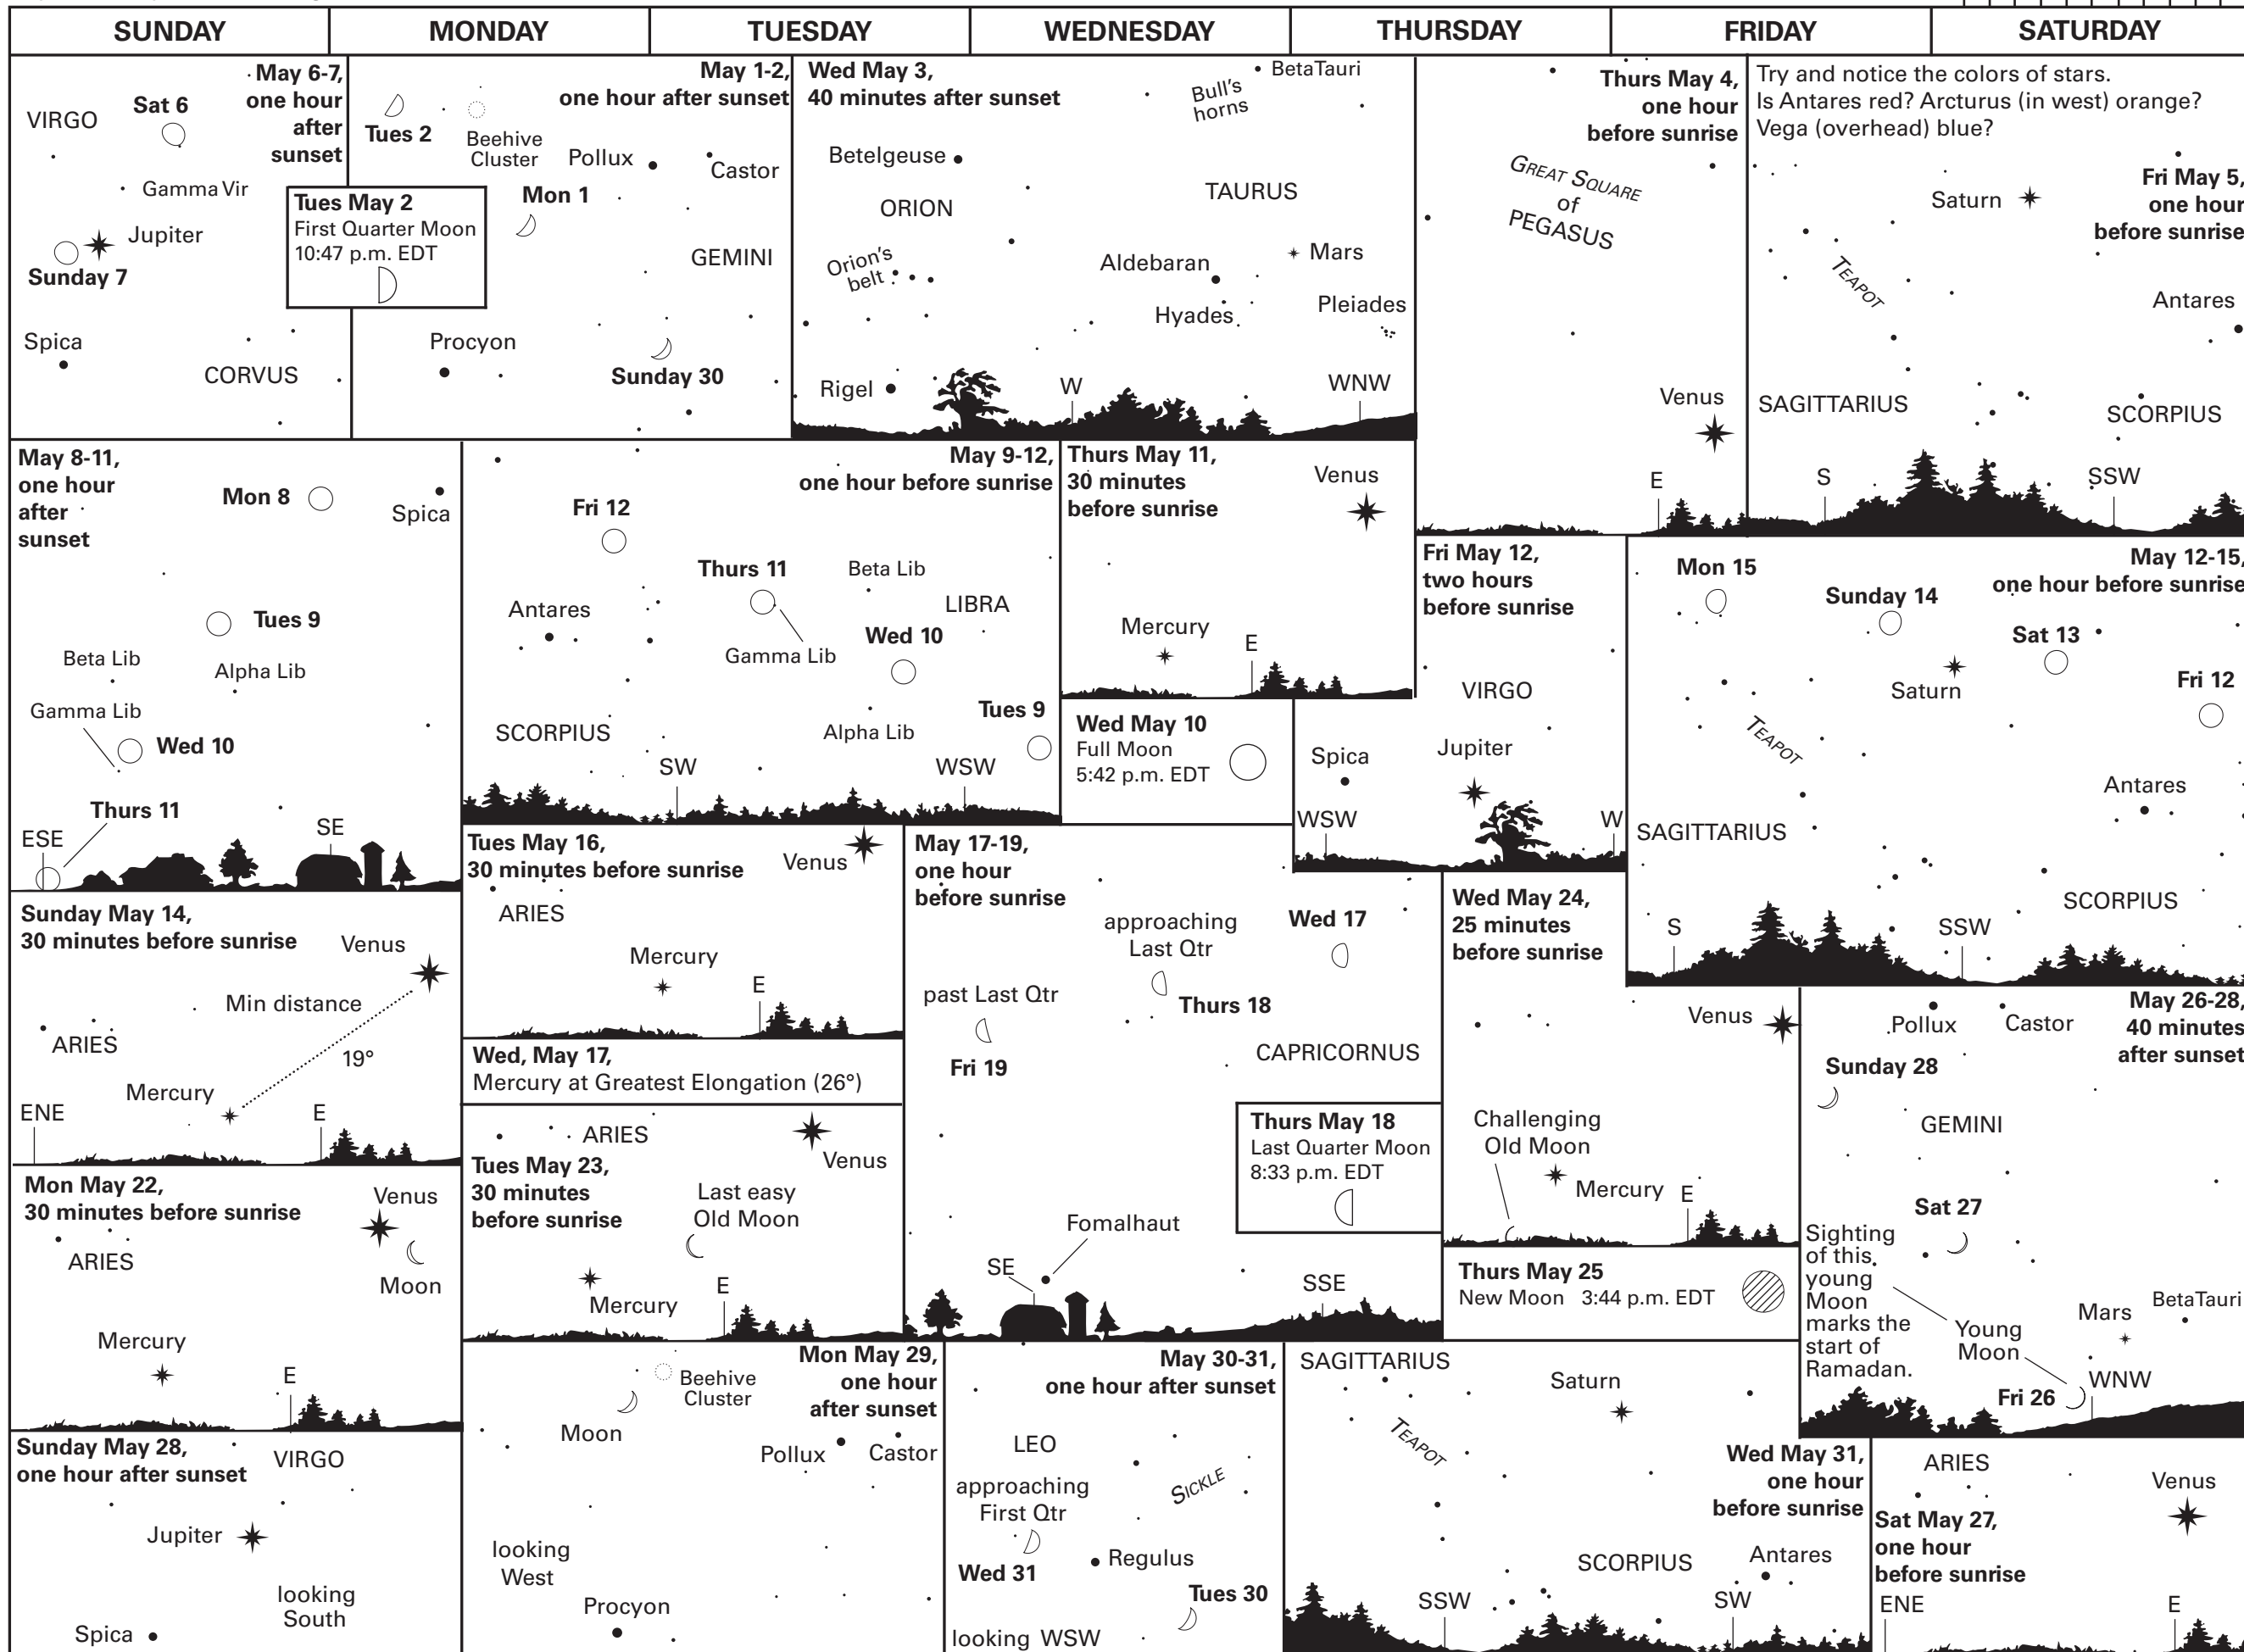 SUNDAY
MONDAY
TUESDAY
WEDNESDAY
THURSDAY
FRIDAY
SATURDAY
May 6-7,
one hour
after
sunset
VIRGO
Sat 6
Gamma Vir
Jupiter
Sunday 7
Spica
CORVUS
Tues May 2
First Quarter Moon
10:47 p.m. EDT
May 1-2,
one hour after sunset
Tues 2
Beehive
Cluster
Pollux
Castor
Mon 1
GEMINI
Procyon
Sunday 30
Wed May 3,
40 minutes after sunset
Beta Tauri
Bull's
horns
Betelgeuse
TAURUS
ORION
Orion's
belt
Aldebaran
Mars
Hyades
Pleiades
Rigel
W
WNW
Thurs May 4,
one hour
before sunrise
GREAT SQUARE
of
PEGASUS
Venus
E
Try and notice the colors of stars.
Is Antares red? Arcturus (in west) orange?
Vega (overhead) blue?
Fri May 5,
one hour
before sunrise
Saturn
TEAPOT
Antares
SAGITTARIUS
SCORPIUS
S
SSW
May 8-11,
one hour
after
sunset
Mon 8
Spica
Tues 9
Beta Lib
Alpha Lib
Gamma Lib
Wed 10
Thurs 11
ESE
SE
May 9-12,
one hour before sunrise
Fri 12
Thurs 11
Beta Lib
Antares
LIBRA
Wed 10
Gamma Lib
Tues 9
SCORPIUS
Alpha Lib
SW
WSW
Thurs May 11,
30 minutes
before sunrise
Venus
Mercury
E
Wed May 10
Full Moon
5:42 p.m. EDT
Fri May 12,
two hours
before sunrise
VIRGO
Jupiter
Spica
WSW
W
May 12-15,
one hour before sunrise
Mon 15
Sunday 14
Sat 13
Saturn
Fri 12
TEAPOT
Antares
SAGITTARIUS
SCORPIUS
S
SSW
Sunday May 14,
30 minutes before sunrise
Venus
Min distance
ARIES
19°
Mercury
ENE
E
Tues May 16,
30 minutes before sunrise
Venus
ARIES
Mercury
E
Wed, May 17,
Mercury at Greatest Elongation (26°)
May 17-19,
one hour
before sunrise
approaching
Last Qtr
Wed 17
past Last Qtr
Thurs 18
Fri 19
CAPRICORNUS
Fomalhaut
SE
SSE
Thurs May 18
Last Quarter Moon
8:33 p.m. EDT
Wed May 24,
25 minutes
before sunrise
Venus
Challenging
Old Moon
Mercury
E
Thurs May 25
New Moon 3:44 p.m. EDT
May 26-28,
40 minutes
after sunset
Pollux
Castor
Sunday 28
GEMINI
Sat 27
Sighting
of this
young
Moon
marks the
start of
Ramadan.
Young
Moon
Mars
Beta Tauri
Fri 26
WNW
Mon May 22,
30 minutes before sunrise
Venus
ARIES
Moon
Mercury
E
Tues May 23,
30 minutes
before sunrise
ARIES
Venus
Last easy
Old Moon
Mercury
E
Sunday May 28,
one hour after sunset
VIRGO
Jupiter
looking
South
Spica
Mon May 29,
one hour
after sunset
Beehive
Cluster
Moon
Pollux
Castor
looking
West
Procyon
May 30-31,
one hour after sunset
LEO
approaching
First Qtr
SICKLE
Regulus
Wed 31
Tues 30
looking WSW
SAGITTARIUS
Saturn
TEAPOT
Wed May 31,
one hour
before sunrise
SCORPIUS
Antares
SSW
SW
ARIES
Venus
Sat May 27,
one hour
before sunrise
ENE
E